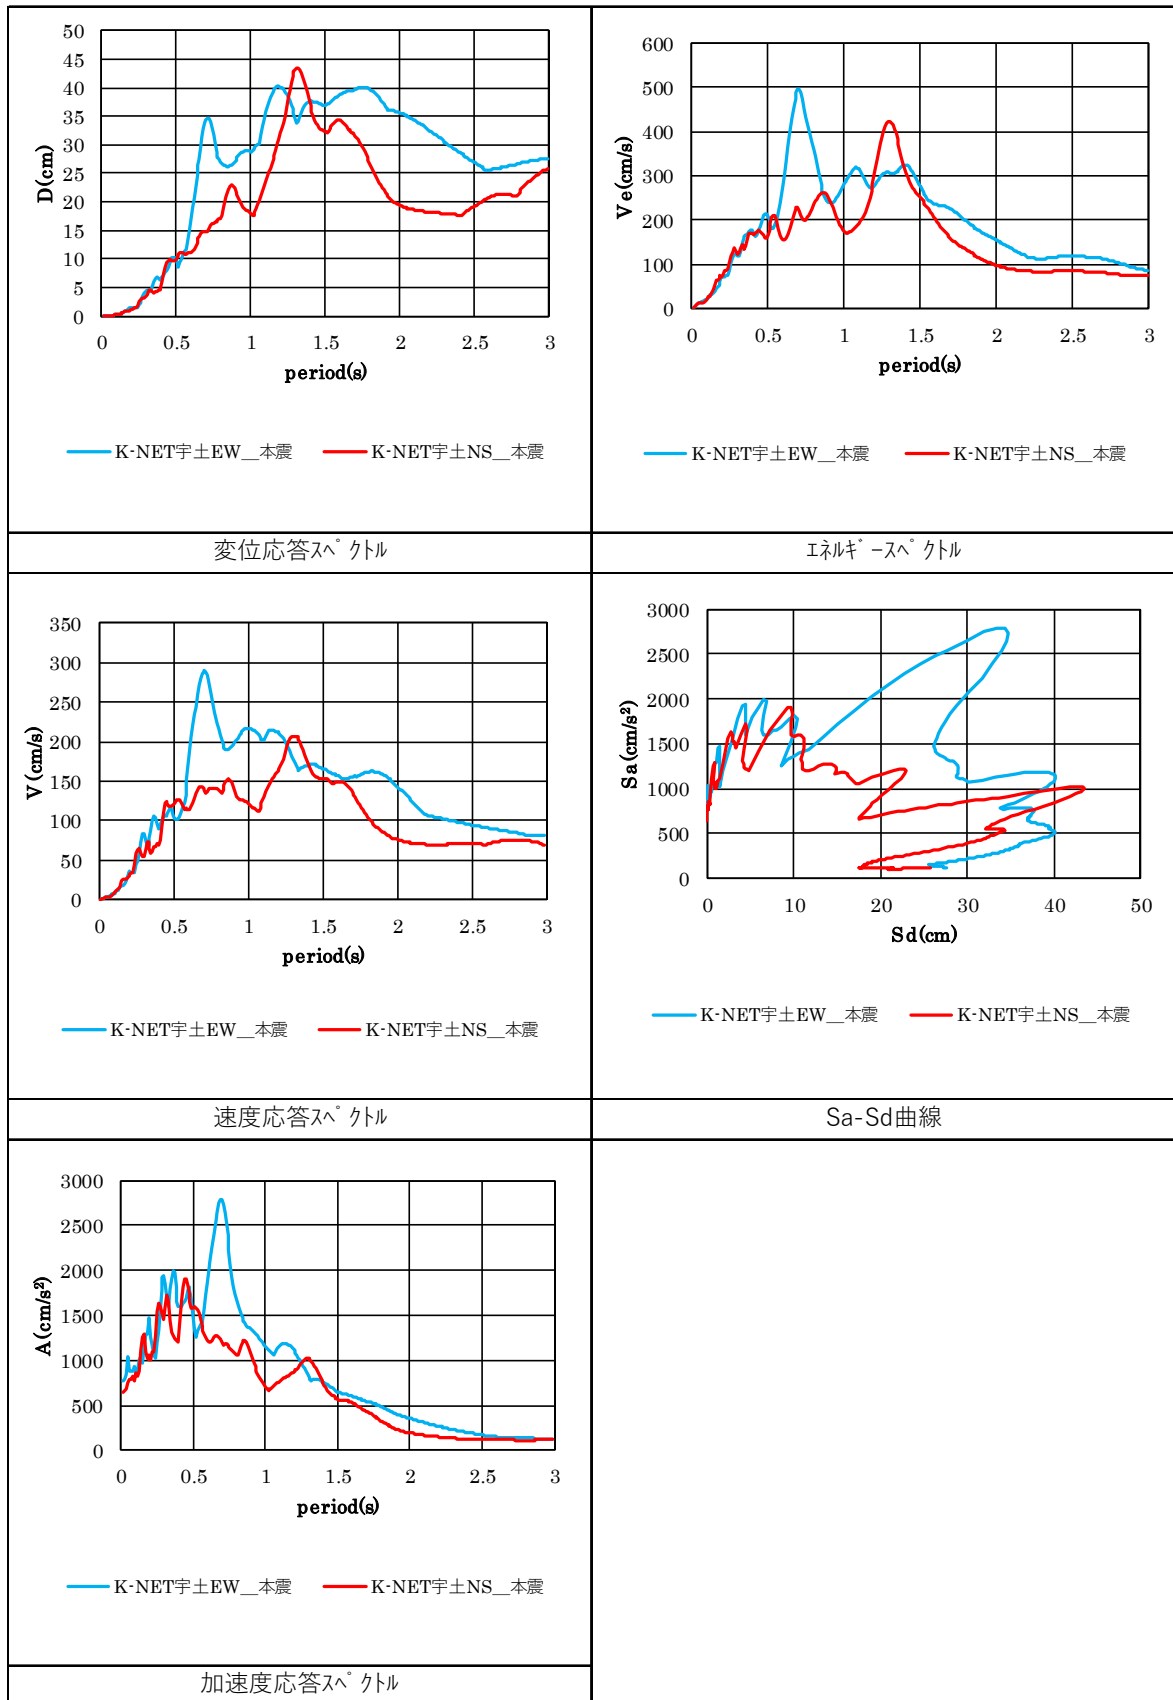 50
45
40
35
30
25
20
15
10
5
0
D(cm)
0 0.5 1 1.5 2 2.5 3
period(s)
K-NET宇土EW__本震 K-NET宇土NS__本震
変位応答ｽﾍﾟｸﾄﾙ
600
500
400
300
200
100
0
Ve(cm/s)
0 0.5 1 1.5 2 2.5 3
period(s)
K-NET宇土EW__本震 K-NET宇土NS__本震
ｴﾈﾙｷﾞｰｽﾍﾟｸﾄﾙ
350
300
250
200
150
100
50
0
V(cm/s)
0 0.5 1 1.5 2 2.5 3
period(s)
K-NET宇土EW__本震 K-NET宇土NS__本震
速度応答ｽﾍﾟｸﾄﾙ
3000
2500
2000
1500
1000
500
0
Sa(cm/s²)
0 10 20 30 40 50
Sd(cm)
K-NET宇土EW__本震 K-NET宇土NS__本震
Sa-Sd曲線
3000
2500
2000
1500
1000
500
0
A(cm/s²)
0 0.5 1 1.5 2 2.5 3
period(s)
K-NET宇土EW__本震 K-NET宇土NS__本震
加速度応答ｽﾍﾟｸﾄﾙ